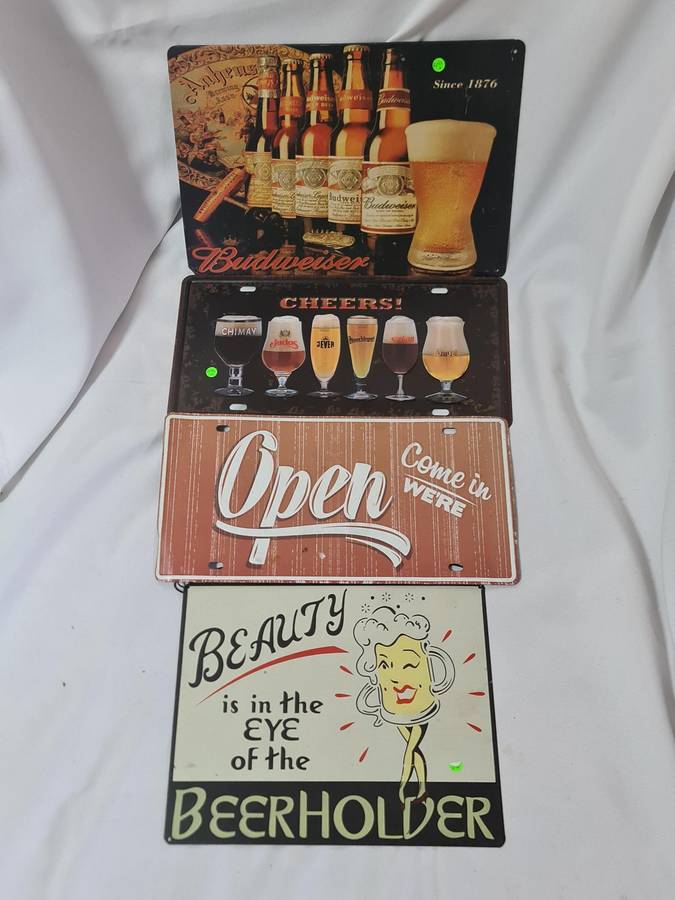 Since 1876
Budweiser
Budweiser
CHEERS!
CHIMAY
Judas
JEVER
Open
Come in
WE'RE
BEAUTY
is in the
EYE
of the
BEERHOLDER